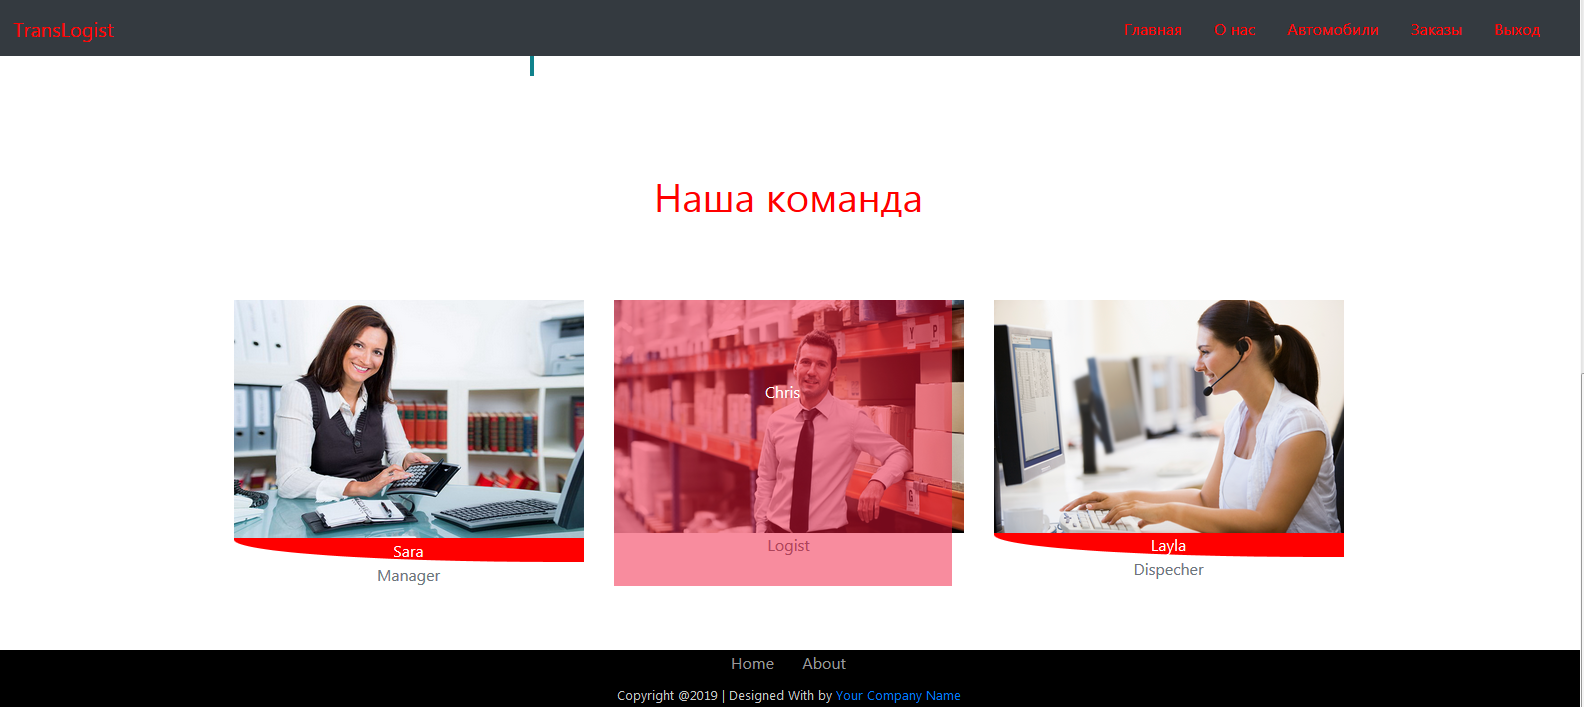 TransLogist Главная О нас Автомобили Заказы Выход
Наша команда
Y P
Chris
G
Sara
Manager
Logist
Layla
Dispecher
Home About
Copyright @2019 | Designed With by Your Company Name